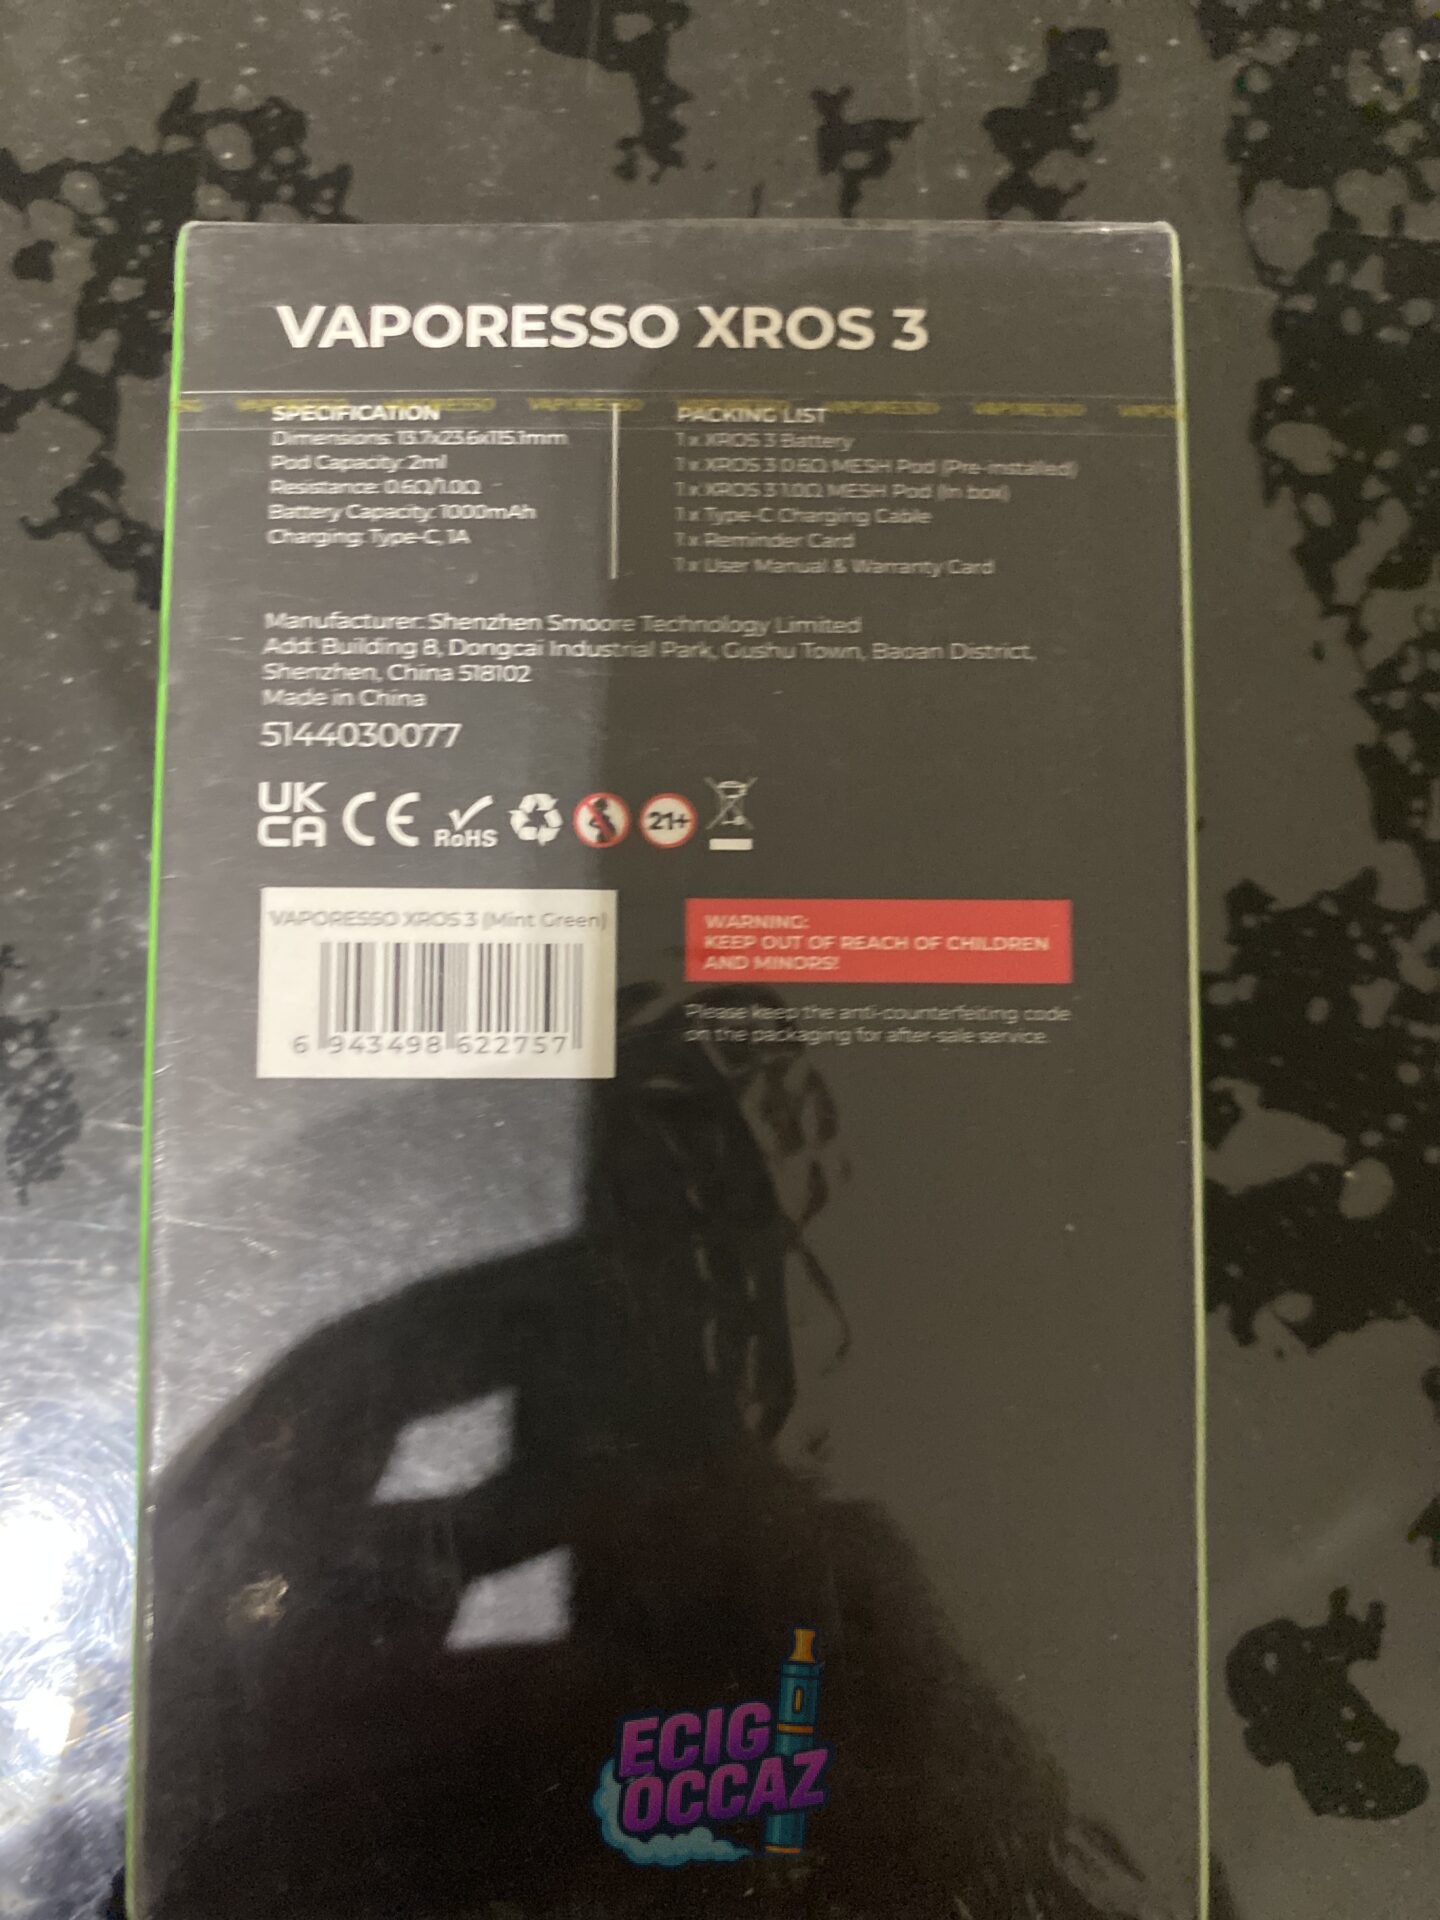 VAPORESSO XROS 3
VAPORESSO VAPORESSO VAPORESSO VAPORESSO VAPORESSO
SPECIFICATION
Dimensions: 13.7x23.6x115.1mm
Pod Capacity: 2ml
Resistance: 0.6Ω/1.0Ω
Battery Capacity: 1000mAh
Charging: Type-C, 1A
PACKING LIST
1 x XROS 3 Battery
1 x XROS 3 0.6Ω MESH Pod (Pre-installed)
1 x XROS 3 1.0Ω MESH Pod (In box)
1 x Type-C Charging Cable
1 x Reminder Card
1 x User Manual & Warranty Card
Manufacturer: Shenzhen Smoore Technology Limited
Add: Building 8, Dongcai Industrial Park, Gushu Town, Baoan District,
Shenzhen, China 518102
Made in China
5144030077
UK
CA
CE
RoHS
21+
VAPORESSO XROS 3 (Mint Green)
6 943498 622757
WARNING:
KEEP OUT OF REACH OF CHILDREN
AND MINORS!
Please keep the anti-counterfeiting code
on the packaging for after-sale service.
ECIG
OCCAZ